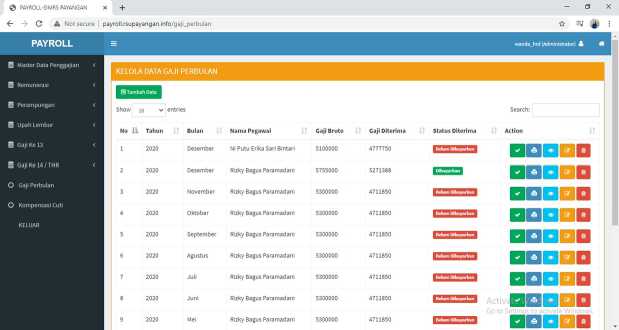 PAYROLL-SIMRS PAYANGAN
Not secure | payroll.rsupayangan.info/gaji_perbulan
PAYROLL
wanda_hrd (Administrator)
Master Data Penggajian
Remunerasi
Perampungan
Upah Lembur
Gaji Ke 13
Gaji Ke 14 / THR
Gaji Perbulan
Kompensasi Cuti
KELUAR
KELOLA DATA GAJI PERBULAN
Tambah Data
Show 10 entries
Search:
No Tahun Bulan Nama Pegawai Gaji Bruto Gaji Diterima Status Diterima Action
1 2020 Desember Ni Putu Erika Sari Bintari 5100000 4777750 Belum Dibayarkan
2 2020 Desember Rizky Bagus Paramadani 5755000 5271386 Dibayarkan
3 2020 November Rizky Bagus Paramadani 5300000 4711850 Belum Dibayarkan
4 2020 Oktober Rizky Bagus Paramadani 5300000 4711850 Belum Dibayarkan
5 2020 September Rizky Bagus Paramadani 5300000 4711850 Belum Dibayarkan
6 2020 Agustus Rizky Bagus Paramadani 5300000 4711850 Belum Dibayarkan
7 2020 Juli Rizky Bagus Paramadani 5300000 4711850 Belum Dibayarkan
8 2020 Juni Rizky Bagus Paramadani 5300000 4711850 Belum Dibayarkan
9 2020 Mei Rizky Bagus Paramadani 5300000 4711850 Belum Dibayarkan
Go to Settings to activate Windows.